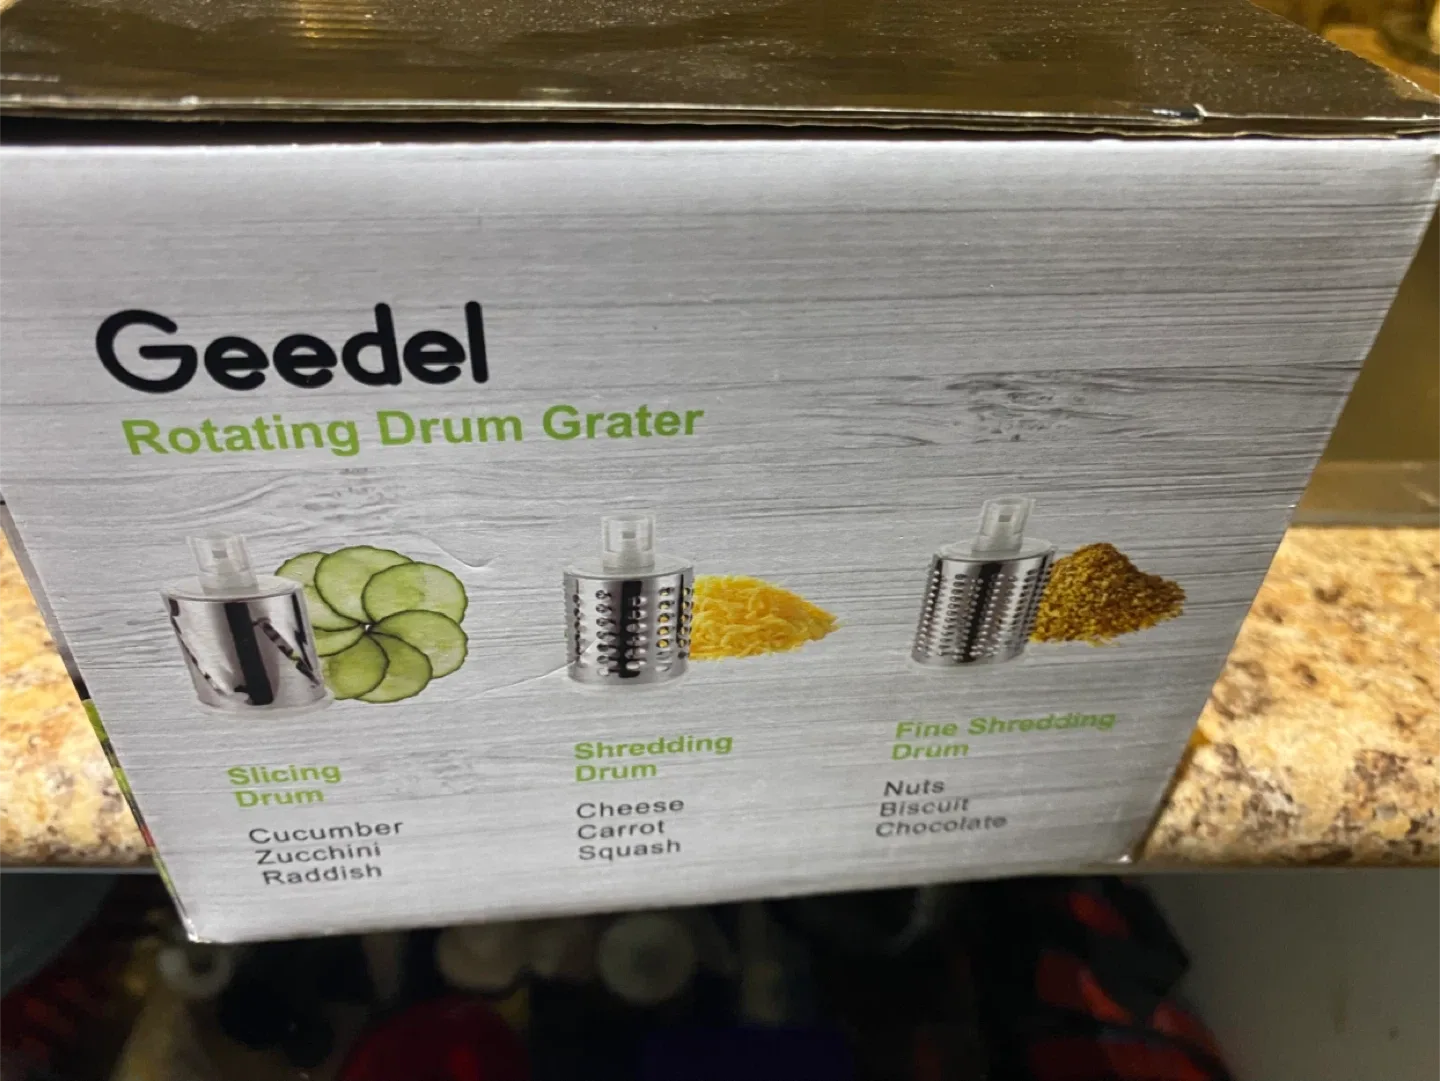 Geedel
Rotating Drum Grater
Slicing
Drum
Cucumber
Zucchini
Raddish
Shredding
Drum
Cheese
Carrot
Squash
Fine Shredding
Drum
Nuts
Biscuit
Chocolate